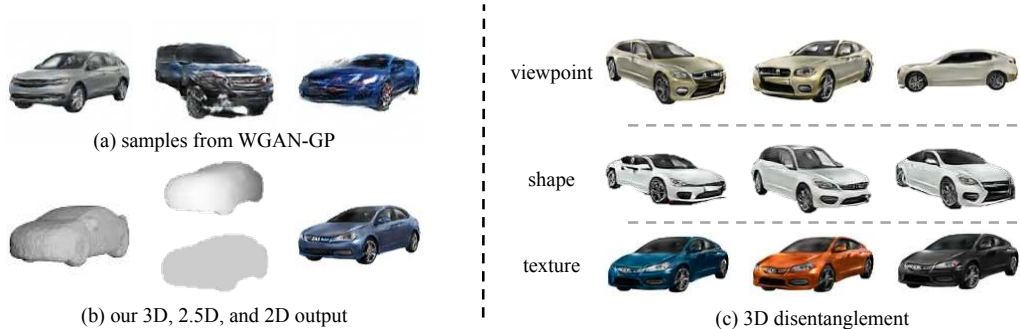 (a) samples from WGAN-GP
(b) our 3D, 2.5D, and 2D output
viewpoint
shape
texture
(c) 3D disentanglement